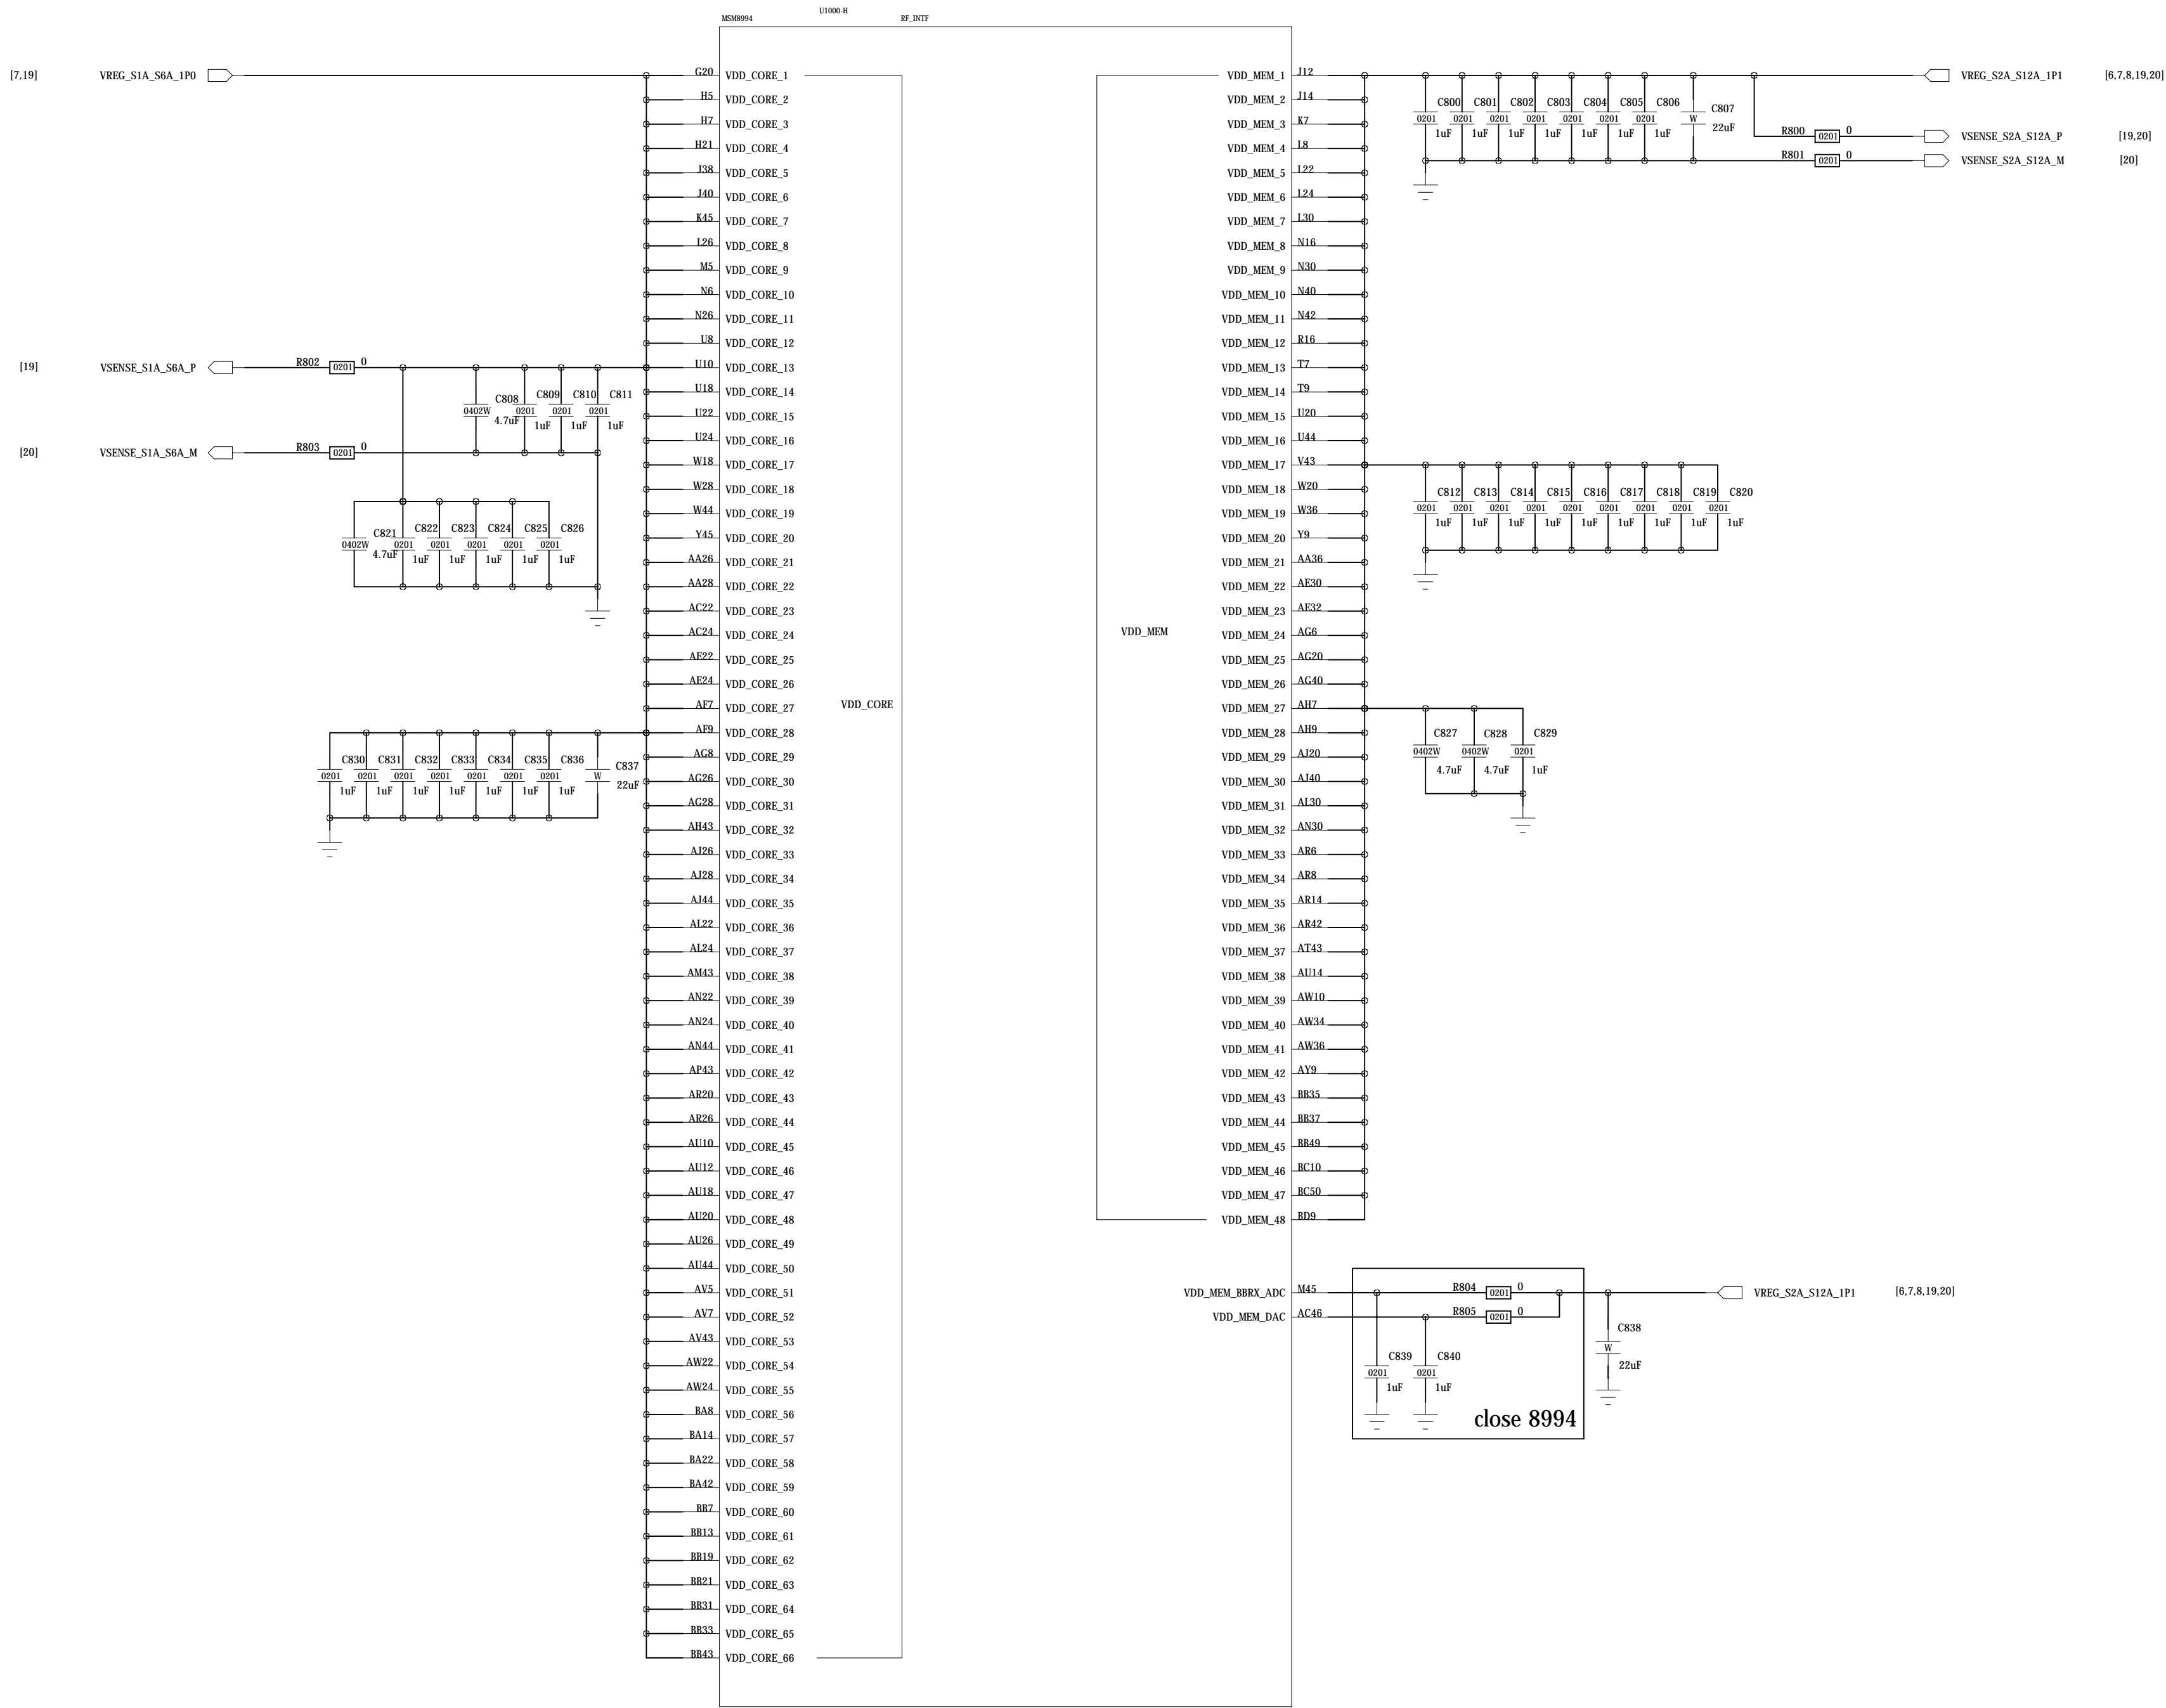 U1000-H
MSM8994 RF_INTF
[7,19] VREG_S1A_S6A_1P0 G20 VDD_CORE_1 VDD_MEM_1 J12 VREG_S2A_S12A_1P1 [6,7,8,19,20]
H5 VDD_CORE_2 VDD_MEM_2 J14
C800 C801 C802 C803 C804 C805 C806 C807
0201 0201 0201 0201 0201 0201 0201 W
1uF 1uF 1uF 1uF 1uF 1uF 1uF 22uF
H7 VDD_CORE_3 VDD_MEM_3 K7
R800 0201 0 VSENSE_S2A_S12A_P [19,20]
H21 VDD_CORE_4 VDD_MEM_4 L8
R801 0201 0 VSENSE_S2A_S12A_M [20]
J38 VDD_CORE_5 VDD_MEM_5 L22
J40 VDD_CORE_6 VDD_MEM_6 L24
K45 VDD_CORE_7 VDD_MEM_7 L30
L26 VDD_CORE_8 VDD_MEM_8 N16
M5 VDD_CORE_9 VDD_MEM_9 N30
N6 VDD_CORE_10 VDD_MEM_10 N40
N26 VDD_CORE_11 VDD_MEM_11 N42
U8 VDD_CORE_12 VDD_MEM_12 R16
[19] VSENSE_S1A_S6A_P R802 0201 0 U10 VDD_CORE_13 VDD_MEM_13 T7
U18 VDD_CORE_14 VDD_MEM_14 T9
C808 C809 C810 C811
0402W 0201 0201 0201
4.7uF 1uF 1uF 1uF
U22 VDD_CORE_15 VDD_MEM_15 U20
U24 VDD_CORE_16 VDD_MEM_16 U44
[20] VSENSE_S1A_S6A_M R803 0201 0
W18 VDD_CORE_17 VDD_MEM_17 V43
W28 VDD_CORE_18 VDD_MEM_18 W20
C812 C813 C814 C815 C816 C817 C818 C819 C820
0201 0201 0201 0201 0201 0201 0201 0201 0201
1uF 1uF 1uF 1uF 1uF 1uF 1uF 1uF 1uF
W44 VDD_CORE_19 VDD_MEM_19 W36
C821 C822 C823 C824 C825 C826
0402W 0201 0201 0201 0201 0201
4.7uF 1uF 1uF 1uF 1uF 1uF
Y45 VDD_CORE_20 VDD_MEM_20 Y9
AA26 VDD_CORE_21 VDD_MEM_21 AA36
AA28 VDD_CORE_22 VDD_MEM_22 AE30
AC22 VDD_CORE_23 VDD_MEM_23 AE32
VDD_MEM
AC24 VDD_CORE_24 VDD_MEM_24 AG6
AE22 VDD_CORE_25 VDD_MEM_25 AG20
AE24 VDD_CORE_26 VDD_MEM_26 AG40
VDD_CORE
AF7 VDD_CORE_27 VDD_MEM_27 AH7
AF9 VDD_CORE_28 VDD_MEM_28 AH9
C827 C828 C829
0402W 0402W 0201
4.7uF 4.7uF 1uF
AG8 VDD_CORE_29 VDD_MEM_29 AJ20
C830 C831 C832 C833 C834 C835 C836 C837
0201 0201 0201 0201 0201 0201 0201 W
1uF 1uF 1uF 1uF 1uF 1uF 1uF 22uF
AG26 VDD_CORE_30 VDD_MEM_30 AJ40
AG28 VDD_CORE_31 VDD_MEM_31 AL30
AH43 VDD_CORE_32 VDD_MEM_32 AN30
AJ26 VDD_CORE_33 VDD_MEM_33 AR6
AJ28 VDD_CORE_34 VDD_MEM_34 AR8
AJ44 VDD_CORE_35 VDD_MEM_35 AR14
AL22 VDD_CORE_36 VDD_MEM_36 AR42
AL24 VDD_CORE_37 VDD_MEM_37 AT43
AM43 VDD_CORE_38 VDD_MEM_38 AU14
AN22 VDD_CORE_39 VDD_MEM_39 AW10
AN24 VDD_CORE_40 VDD_MEM_40 AW34
AN44 VDD_CORE_41 VDD_MEM_41 AW36
AP43 VDD_CORE_42 VDD_MEM_42 AY9
AR20 VDD_CORE_43 VDD_MEM_43 BB35
AR26 VDD_CORE_44 VDD_MEM_44 BB37
AU10 VDD_CORE_45 VDD_MEM_45 BB49
AU12 VDD_CORE_46 VDD_MEM_46 BC10
AU18 VDD_CORE_47 VDD_MEM_47 BC50
AU20 VDD_CORE_48 VDD_MEM_48 BD9
AU26 VDD_CORE_49
AU44 VDD_CORE_50
AV5 VDD_CORE_51 VDD_MEM_BBRX_ADC M45 R804 0201 0 VREG_S2A_S12A_1P1 [6,7,8,19,20]
AV7 VDD_CORE_52 VDD_MEM_DAC AC46 R805 0201 0
AV43 VDD_CORE_53
C838
W
22uF
AW22 VDD_CORE_54
C839 C840
0201 0201
1uF 1uF
AW24 VDD_CORE_55
BA8 VDD_CORE_56
close 8994
BA14 VDD_CORE_57
BA22 VDD_CORE_58
BA42 VDD_CORE_59
BB7 VDD_CORE_60
BB13 VDD_CORE_61
BB19 VDD_CORE_62
BB21 VDD_CORE_63
BB31 VDD_CORE_64
BB33 VDD_CORE_65
BB43 VDD_CORE_66